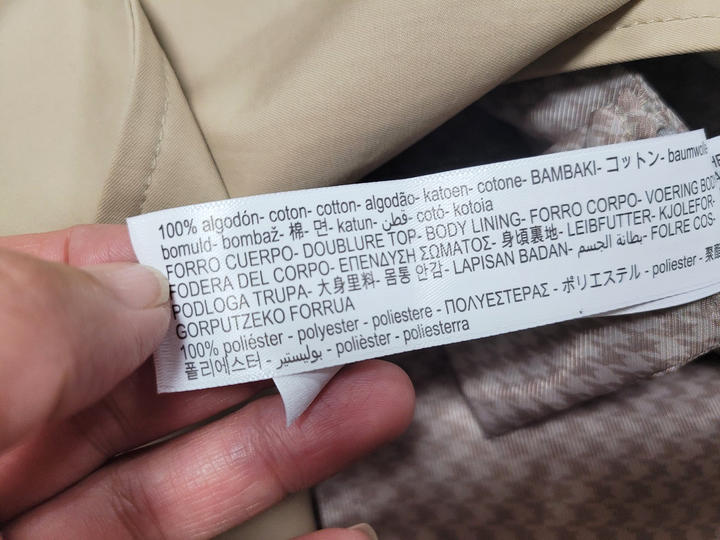 100% algodón- coton- cotton- algodão- katoen- cotone- BAMBAKI- コットン- baumwolle
bomuld- bombaž- 棉- 면- katun- قطن- cotó- kotoia
FORRO CUERPO- DOUBLURE TOP- BODY LINING- FORRO CORPO- VOERING BOD
FODERA DEL CORPO- ΕΠΕΝΔΥΣΗ ΣΩΜΑΤΟΣ- 身頃裏地- LEIBFUTTER- KJOLEFOR-
PODLOGA TRUPA- 大身里料- 몸통 안감- LAPISAN BADAN- بطانة الجسم- FOLRE COS-
GORPUTZEKO FORRUA
100% poliéster - polyester - poliestere - ΠΟΛΥΕΣΤΕΡΑΣ - ポリエステル - poliester - 聚酯
폴리에스터 - بوليستير - polièster - poliesterra